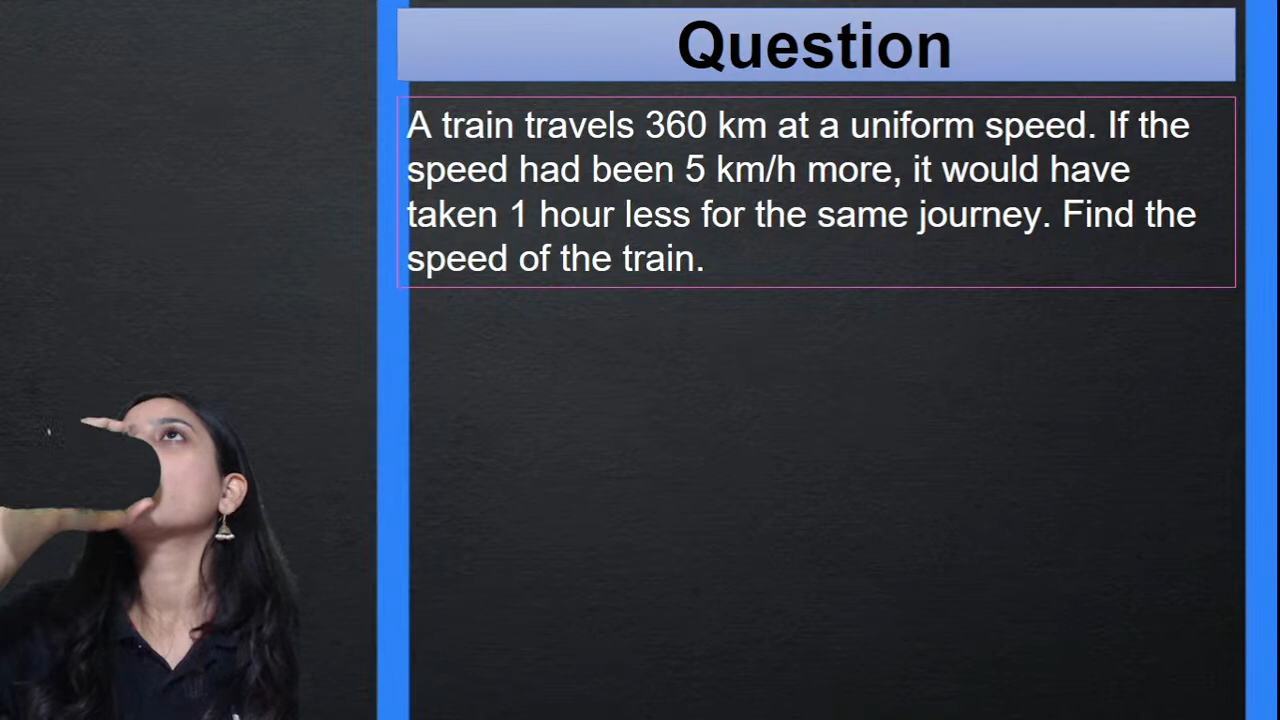 Question
A train travels 360 km at a uniform speed. If the
speed had been 5 km/h more, it would have
taken 1 hour less for the same journey. Find the
speed of the train.